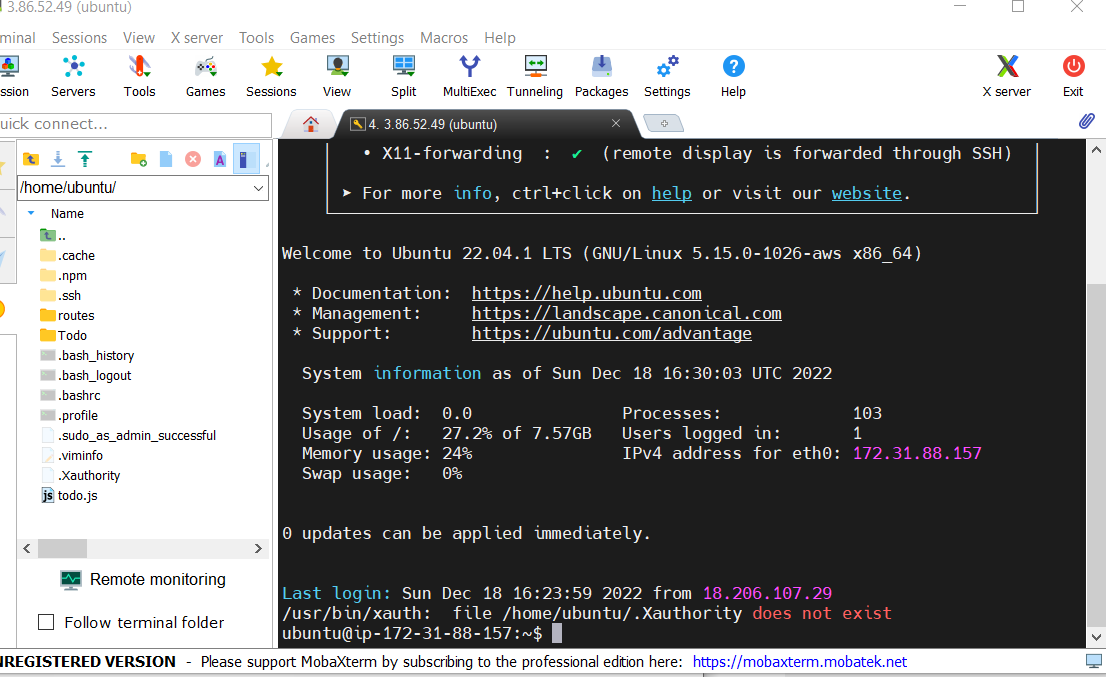 3.86.52.49 (ubuntu)
minal Sessions View X server Tools Games Settings Macros Help
ssion Servers Tools Games Sessions View Split MultiExec Tunneling Packages Settings Help X server Exit
uick connect...
4. 3.86.52.49 (ubuntu)
/home/ubuntu/
Name
..
.cache
.npm
.ssh
routes
Todo
.bash_history
.bash_logout
.bashrc
.profile
.sudo_as_admin_successful
.viminfo
.Xauthority
todo.js
Remote monitoring
Follow terminal folder
• X11-forwarding : ✔ (remote display is forwarded through SSH)
➤ For more info, ctrl+click on help or visit our website.
Welcome to Ubuntu 22.04.1 LTS (GNU/Linux 5.15.0-1026-aws x86_64)
* Documentation: https://help.ubuntu.com
* Management: https://landscape.canonical.com
* Support: https://ubuntu.com/advantage
System information as of Sun Dec 18 16:30:03 UTC 2022
System load: 0.0 Processes: 103
Usage of /: 27.2% of 7.57GB Users logged in: 1
Memory usage: 24% IPv4 address for eth0: 172.31.88.157
Swap usage: 0%
0 updates can be applied immediately.
Last login: Sun Dec 18 16:23:59 2022 from 18.206.107.29
/usr/bin/xauth: file /home/ubuntu/.Xauthority does not exist
ubuntu@ip-172-31-88-157:~$
NREGISTERED VERSION - Please support MobaXterm by subscribing to the professional edition here: https://mobaxterm.mobatek.net